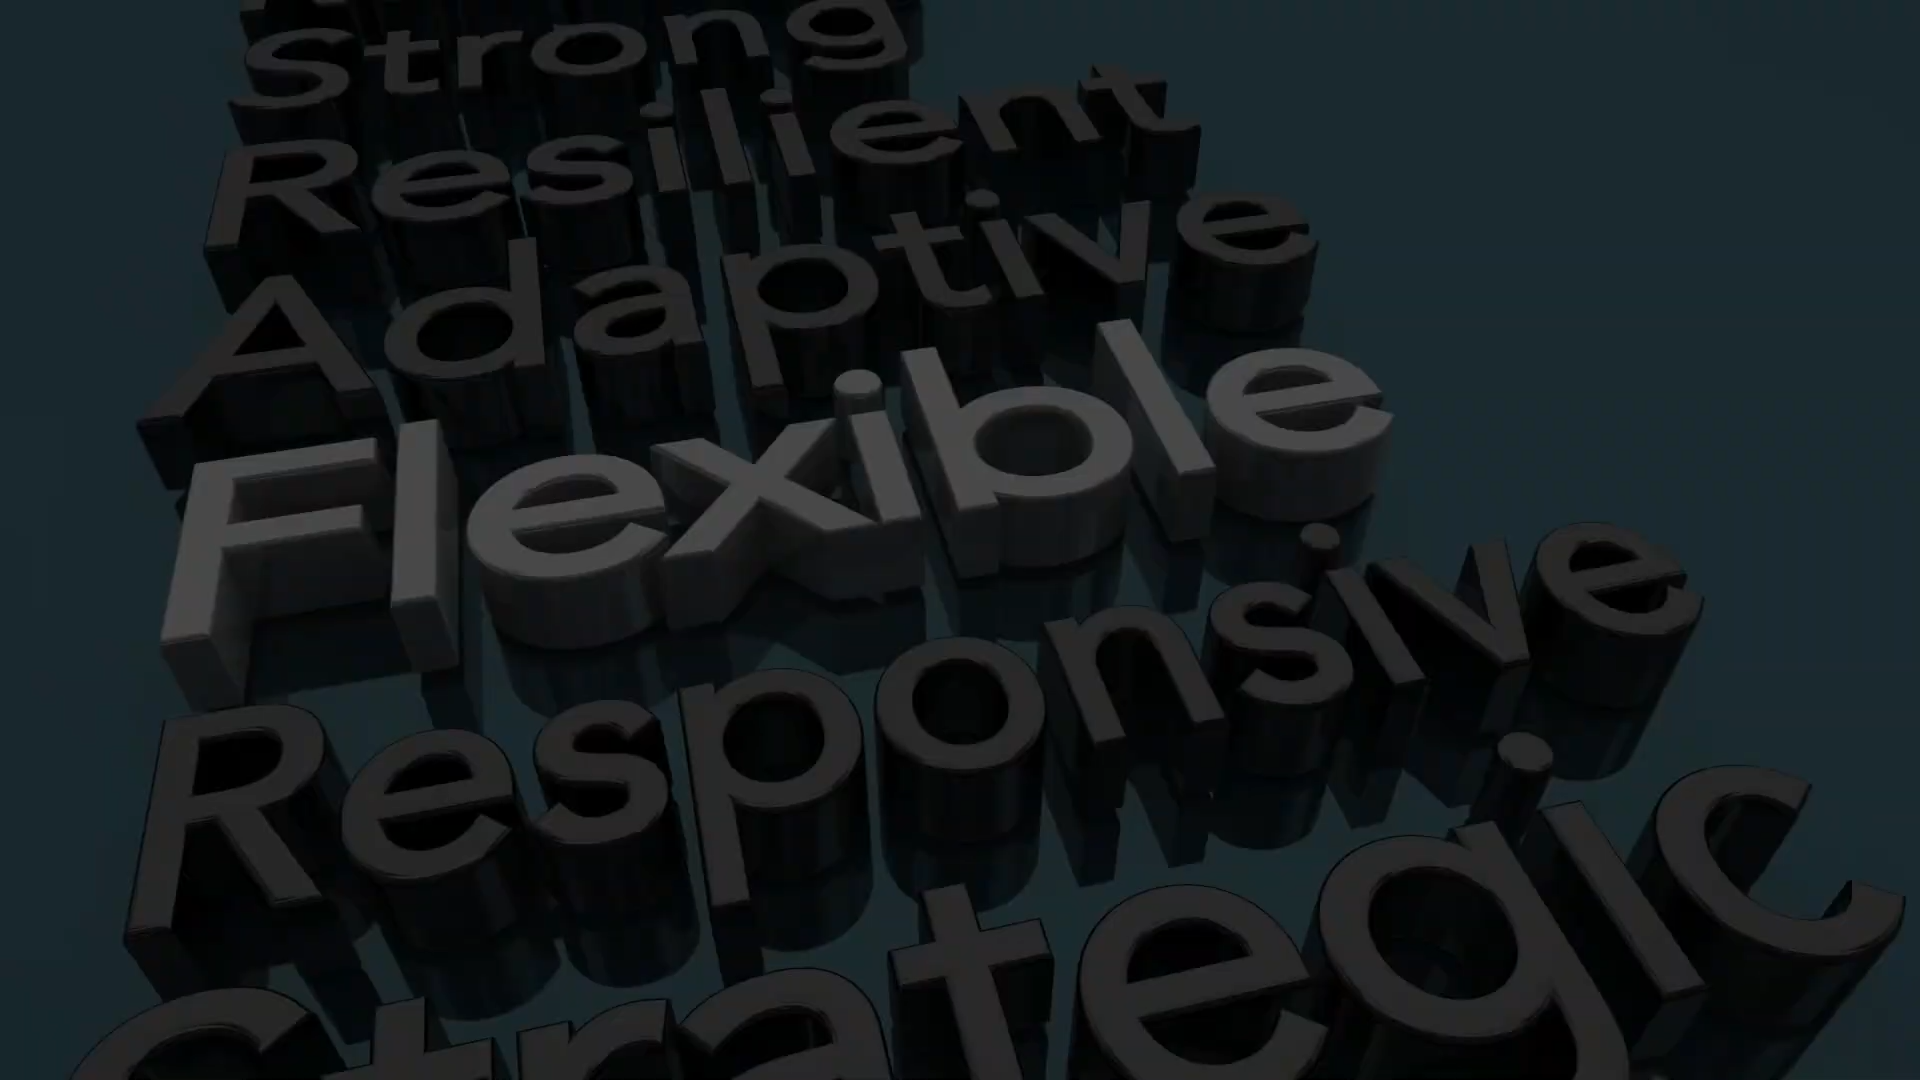 Strong
Resilient
Adaptive
Flexible
Responsive
Strategic